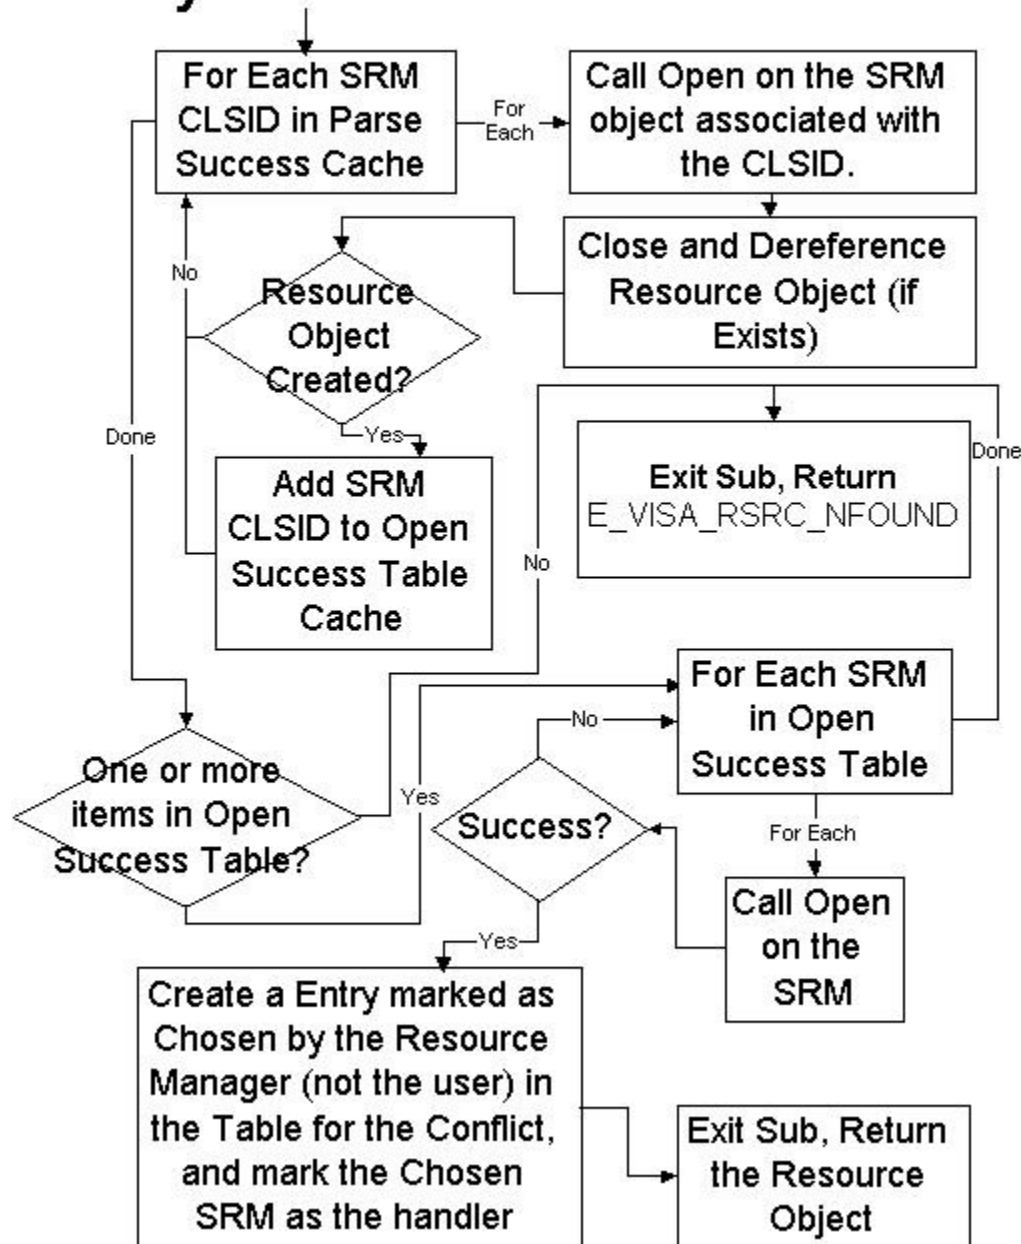 For Each SRM
CLSID in Parse
Success Cache
For
Each
Call Open on the SRM
object associated with
the CLSID.
Close and Dereference
Resource Object (if
Exists)
No
Resource
Object
Created?
Done
Yes
Add SRM
CLSID to Open
Success Table
Cache
Done
Exit Sub, Return
E_VISA_RSRC_NFOUND
No
One or more
items in Open
Success Table?
Yes
No
For Each SRM
in Open
Success Table
Success?
For Each
Call Open
on the
SRM
Yes
Create a Entry marked as
Chosen by the Resource
Manager (not the user) in
the Table for the Conflict,
and mark the Chosen
SRM as the handler
Exit Sub, Return
the Resource
Object